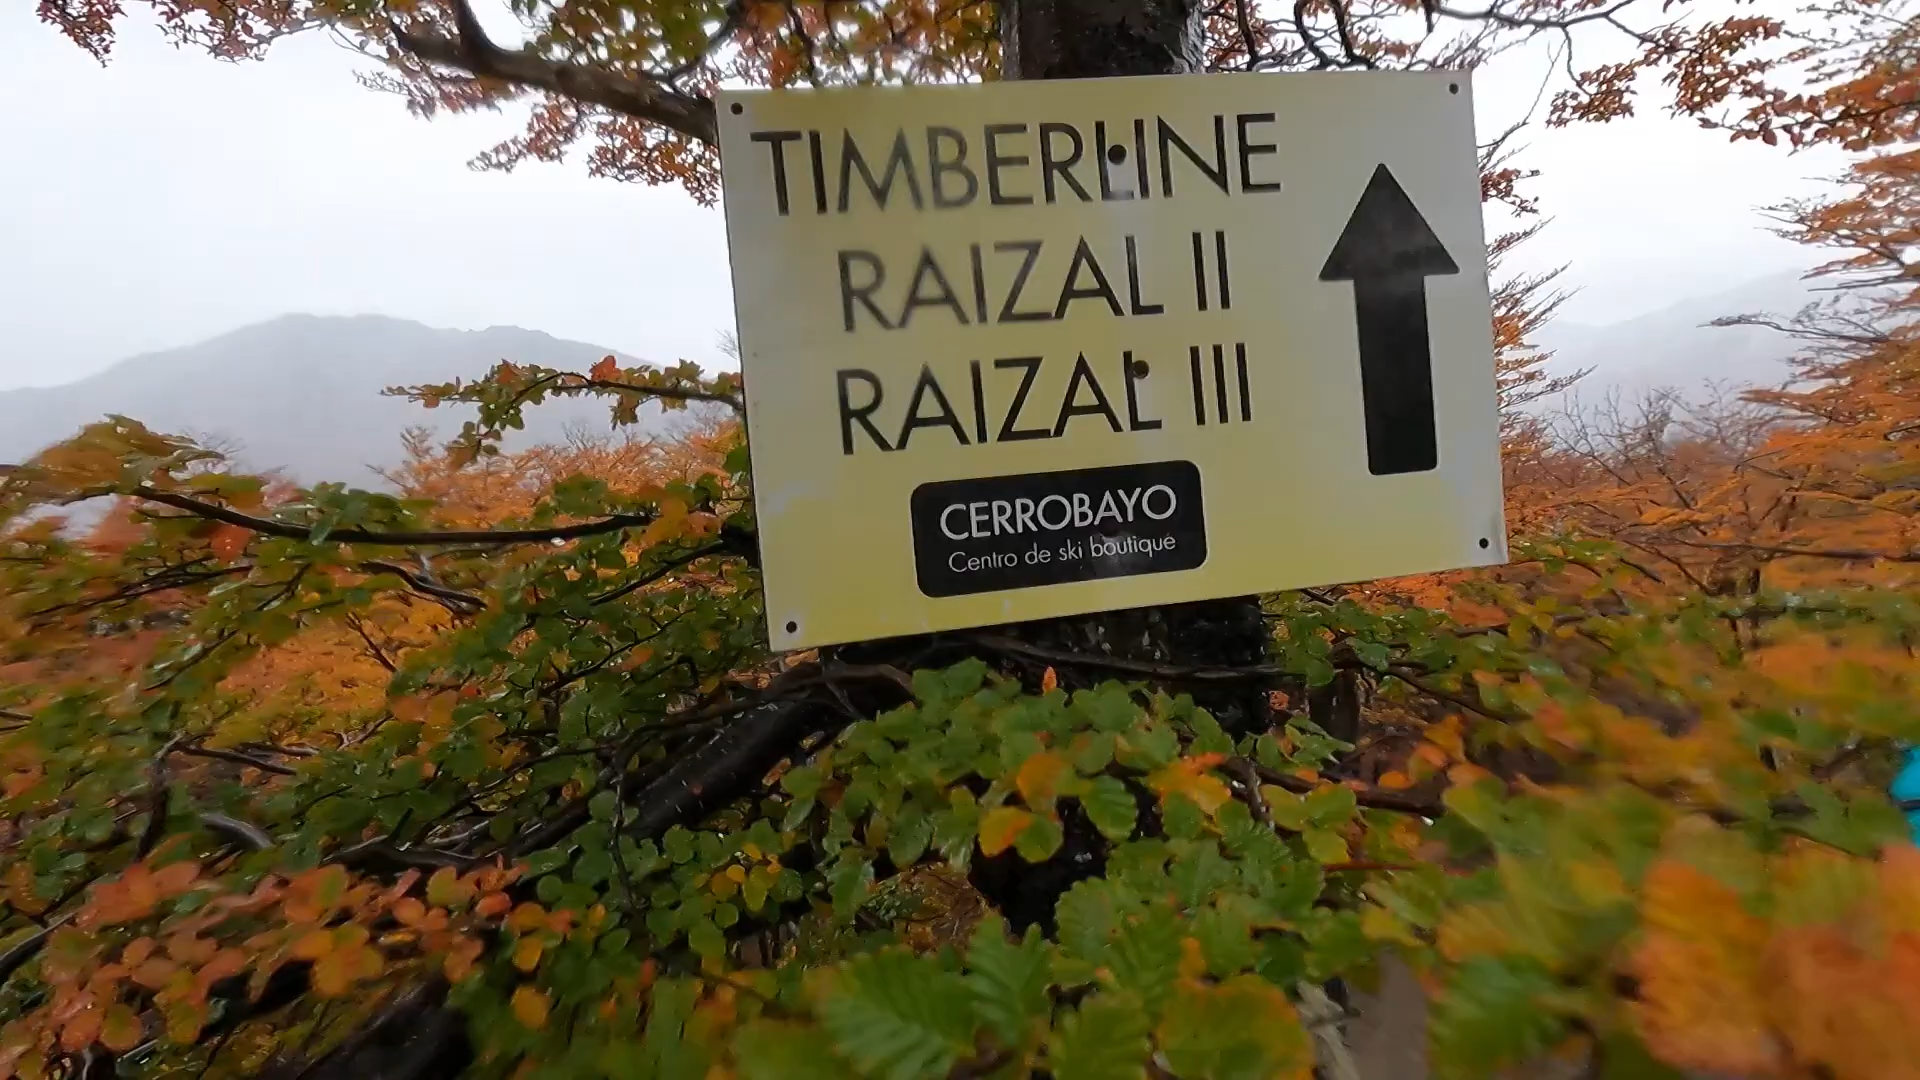 TIMBERLINE
RAIZAL II
RAIZAL III
CERROBAYO
Centro de ski boutique